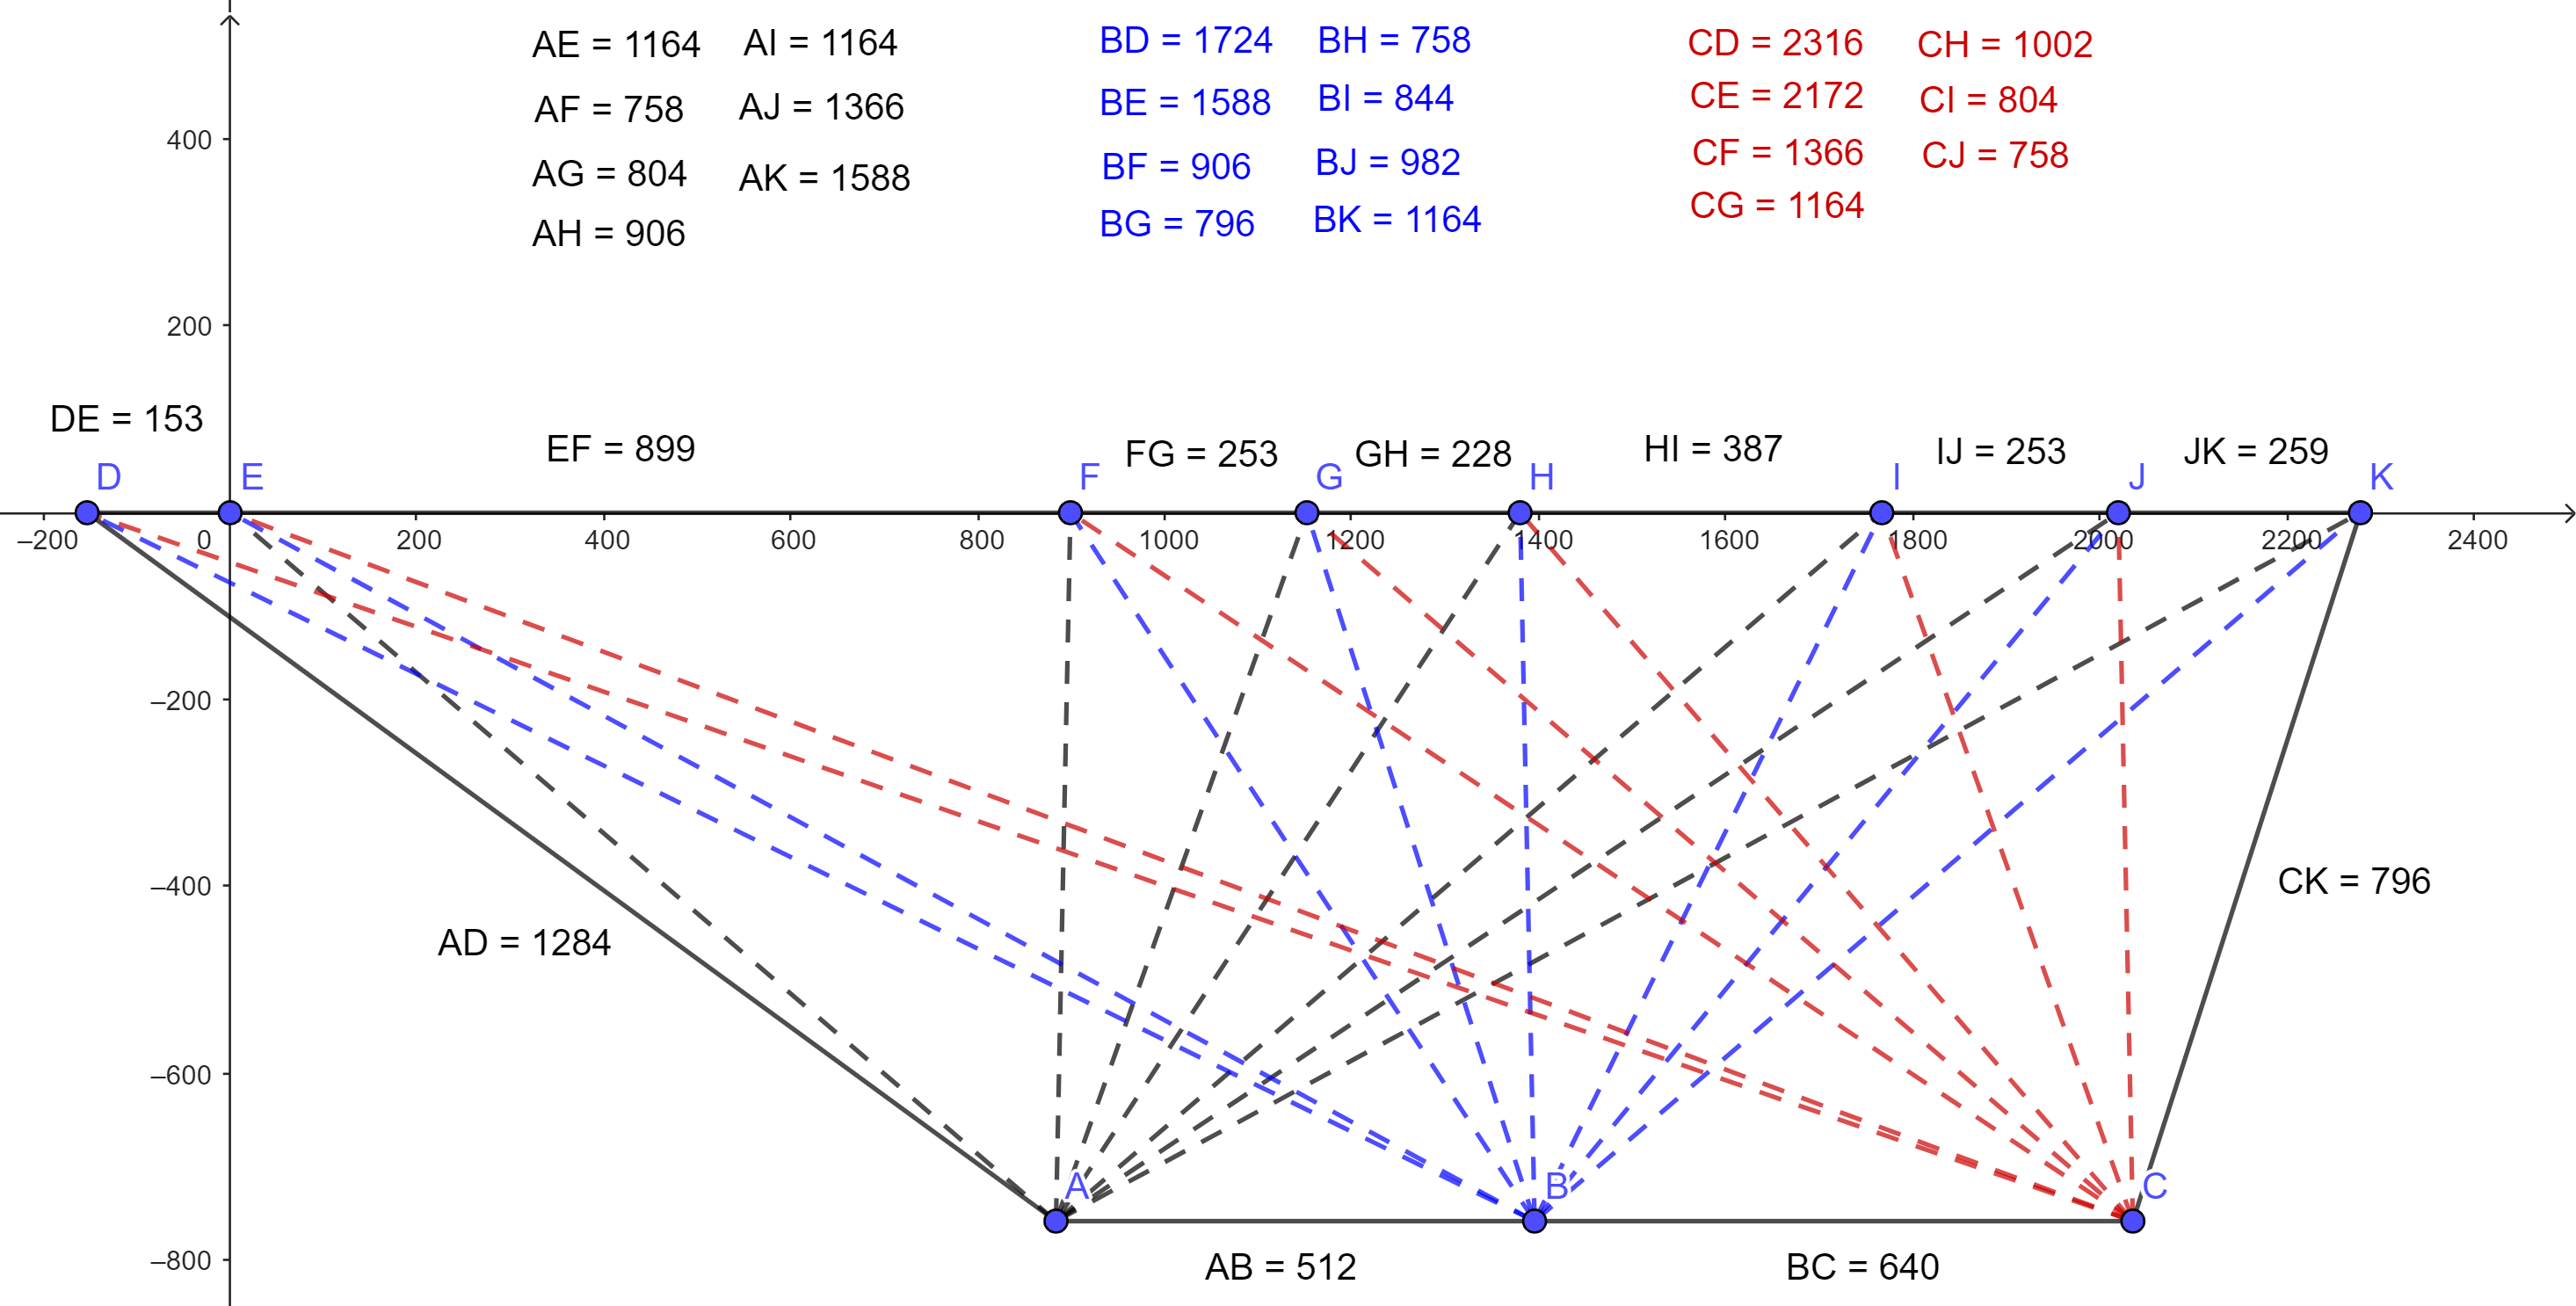 AE = 1164 AI = 1164 BD = 1724 BH = 758 CD = 2316 CH = 1002
AF = 758 AJ = 1366 BE = 1588 BI = 844 CE = 2172 CI = 804
AG = 804 AK = 1588 BF = 906 BJ = 982 CF = 1366 CJ = 758
AH = 906 BG = 796 BK = 1164 CG = 1164
400
200
DE = 153 EF = 899 FG = 253 GH = 228 HI = 387 IJ = 253 JK = 259
D E F G H I J K
–200 0 200 400 600 800 1000 1200 1400 1600 1800 2000 2200 2400
–200
–400
CK = 796
AD = 1284
–600
A B C
–800
AB = 512 BC = 640